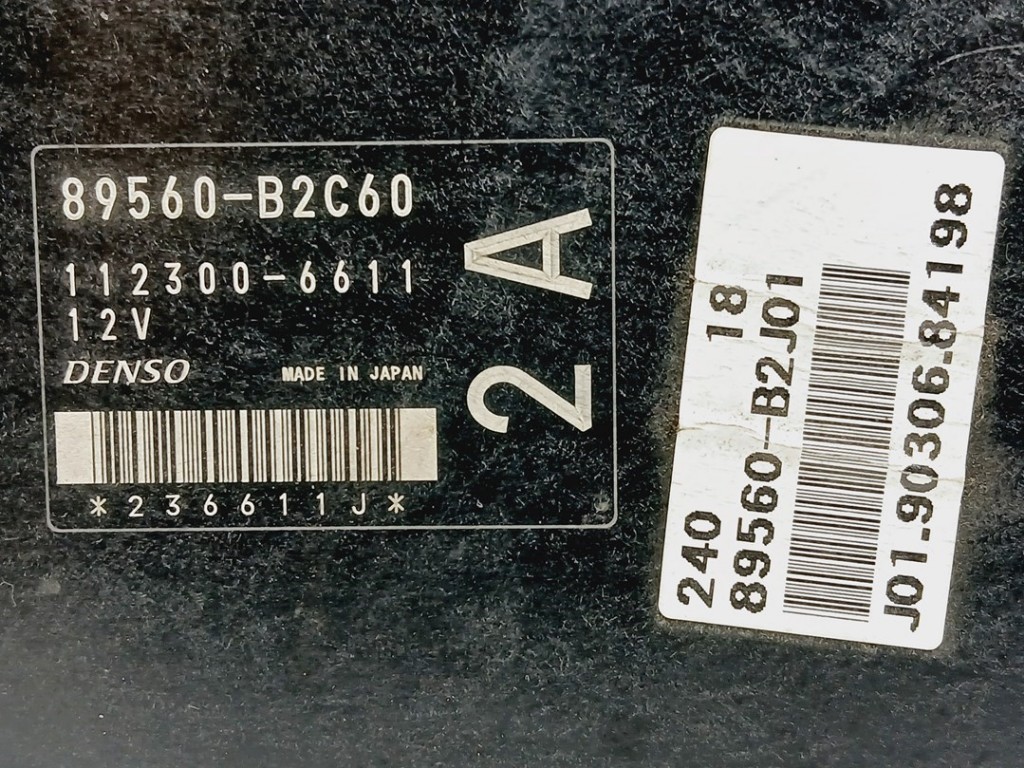 89560-B2C60
112300-6611
12V
DENSO MADE IN JAPAN
*236611J*
2A
240 18
89560-B2J01
J01-90306.84198